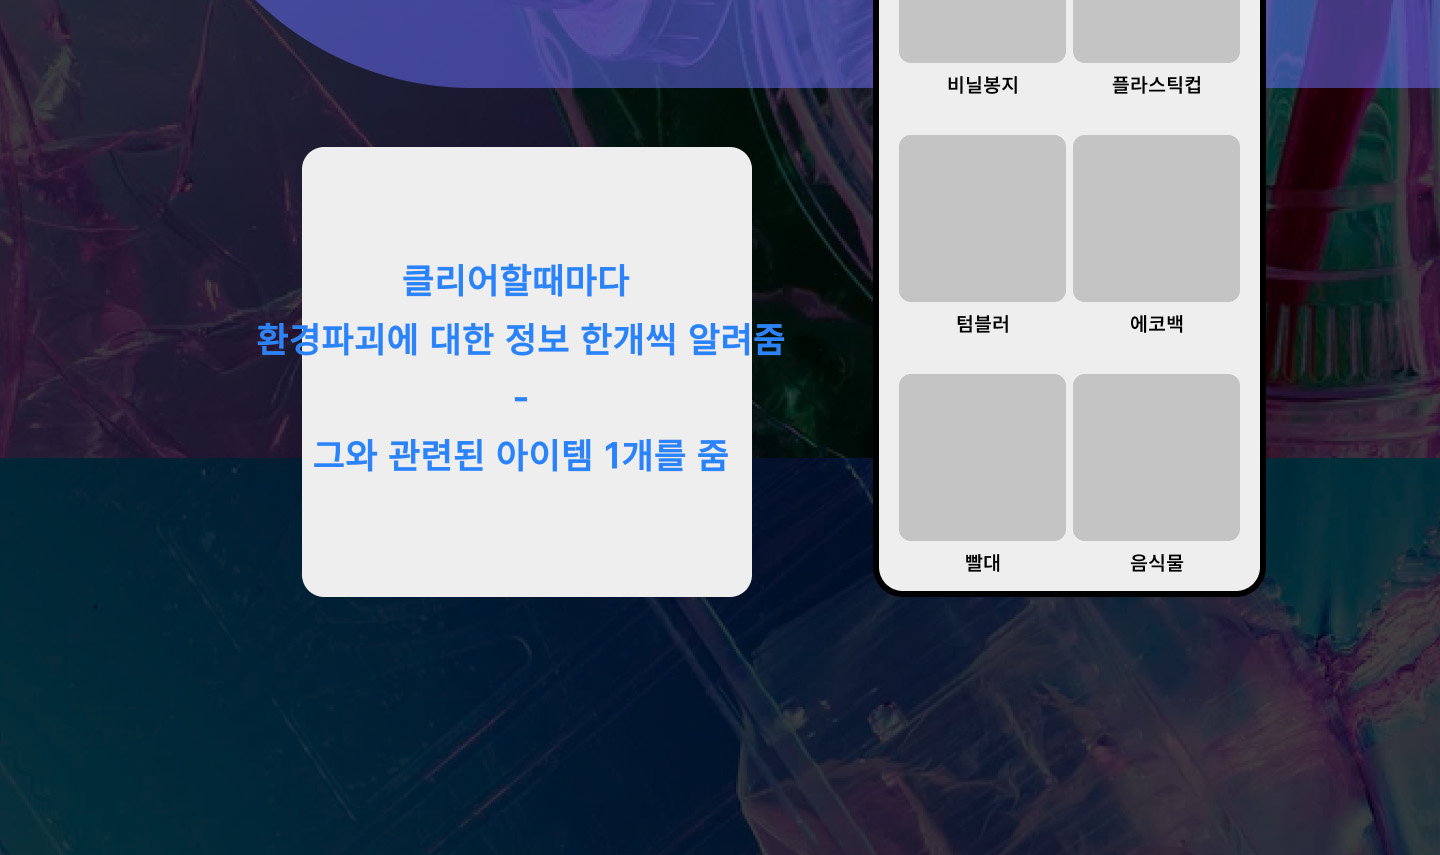 비닐봉지 플라스틱컵
클리어할때마다
환경파괴에 대한 정보 한개씩 알려줌
-
그와 관련된 아이템 1개를 줌
텀블러 에코백
빨대 음식물